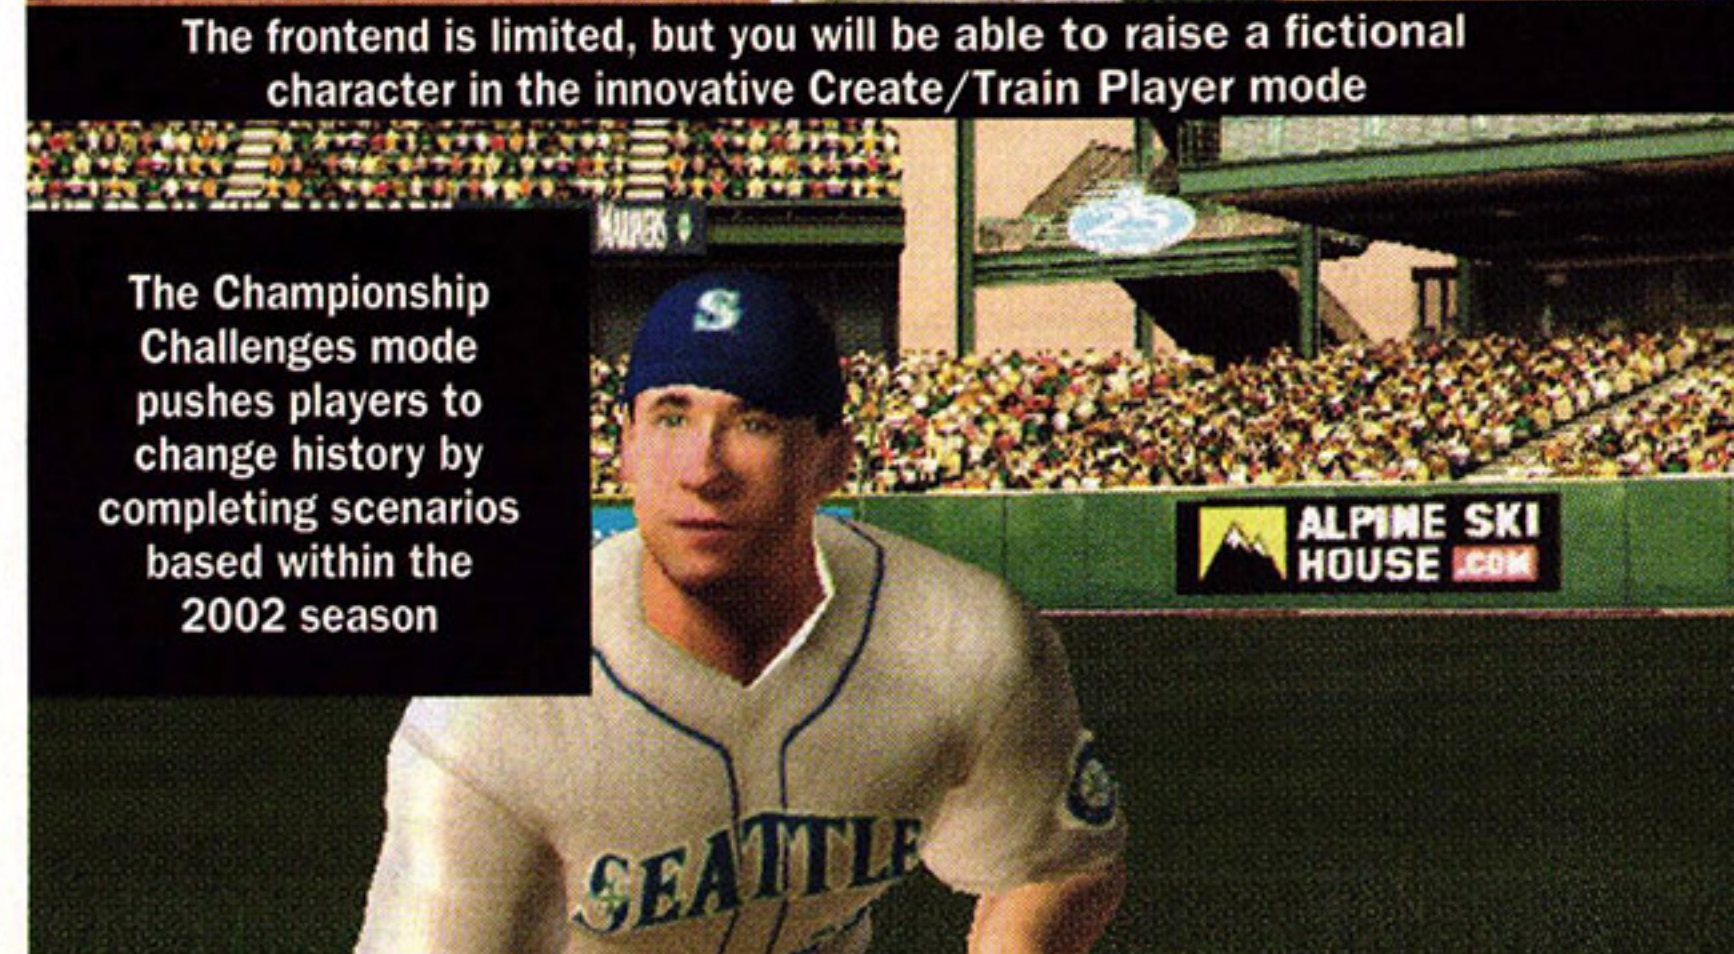 The frontend is limited, but you will be able to raise a fictional
character in the innovative Create/Train Player mode
The Championship
Challenges mode
pushes players to
change history by
completing scenarios
based within the
2002 season
MARINERS
25
S
ALPINE SKI
HOUSE .COM
SEATTLE